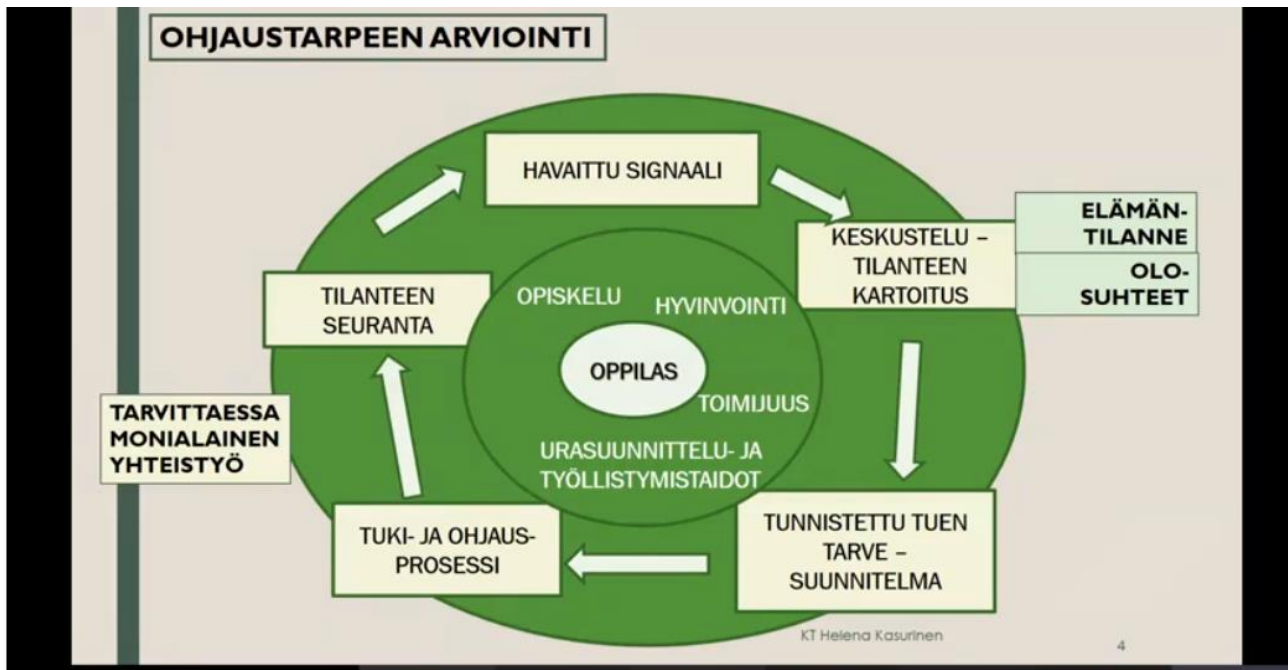 OHJAUSTARPEEN ARVIOINTI
HAVAITTU SIGNAALI
KESKUSTELU –
TILANTEEN
KARTOITUS
ELÄMÄN-
TILANNE
OLO-
SUHTEET
TILANTEEN
SEURANTA
OPISKELU
HYVINVOINTI
OPPILAS
TOIMIJUUS
URASUUNNITTELU- JA
TYÖLLISTYMISTAIDOT
TARVITTAESSA
MONIALAINEN
YHTEISTYÖ
TUKI- JA OHJAUS-
PROSESSI
TUNNISTETTU TUEN
TARVE –
SUUNNITELMA
KT Helena Kasurinen
4